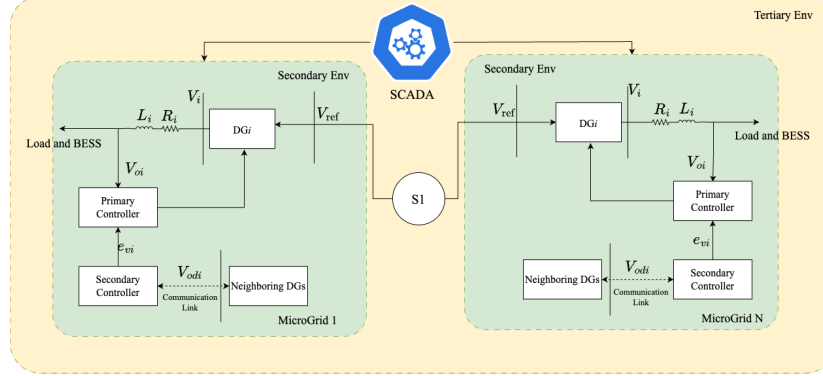 Tertiary Env
SCADA
Secondary Env
V_i
L_i R_i
DGi
V_ref
Load and BESS
V_oi
Primary
Controller
e_vi
Secondary
Controller
V_odi
Communication
Link
Neighboring DGs
MicroGrid 1
S1
Secondary Env
V_ref
DGi
V_i
R_i L_i
Load and BESS
V_oi
Primary
Controller
e_vi
Neighboring DGs
V_odi
Communication
Link
Secondary
Controller
MicroGrid N